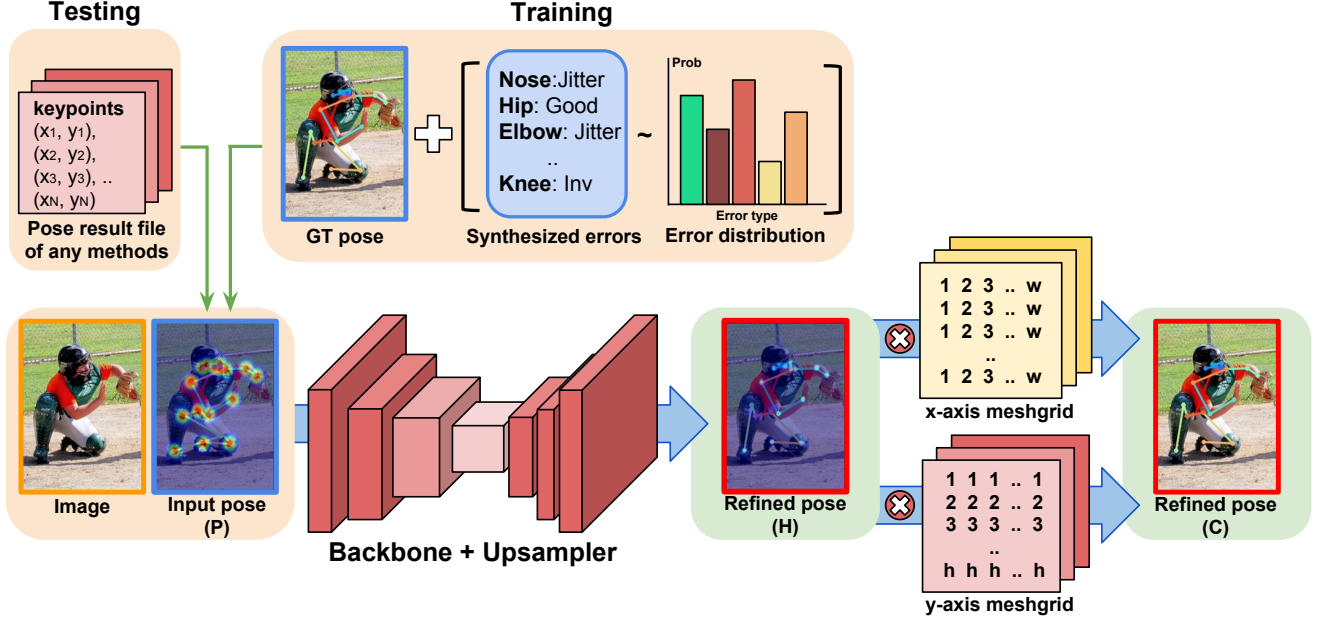 Testing
Training
keypoints
(x1, y1),
(x2, y2),
(x3, y3), ..
(xN, yN)
Pose result file
of any methods
GT pose
Nose:Jitter
Hip: Good
Elbow: Jitter
..
Knee: Inv
Synthesized errors
~
Prob
Error type
Error distribution
Image
Input pose
(P)
Backbone + Upsampler
Refined pose
(H)
1 2 3 .. w
1 2 3 .. w
1 2 3 .. w
..
1 2 3 .. w
x-axis meshgrid
1 1 1 .. 1
2 2 2 .. 2
3 3 3 .. 3
..
h h h .. h
y-axis meshgrid
Refined pose
(C)